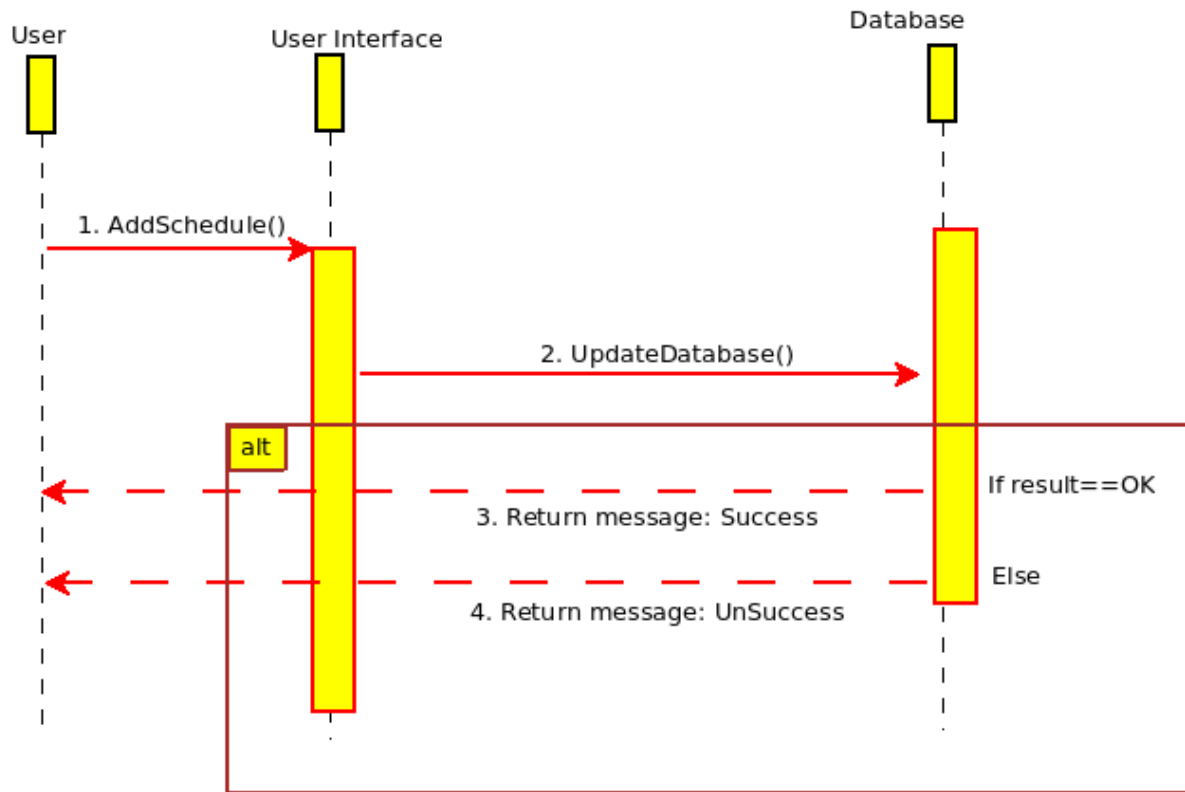 User
User Interface
Database
1. AddSchedule()
2. UpdateDatabase()
alt
If result==OK
3. Return message: Success
Else
4. Return message: UnSuccess